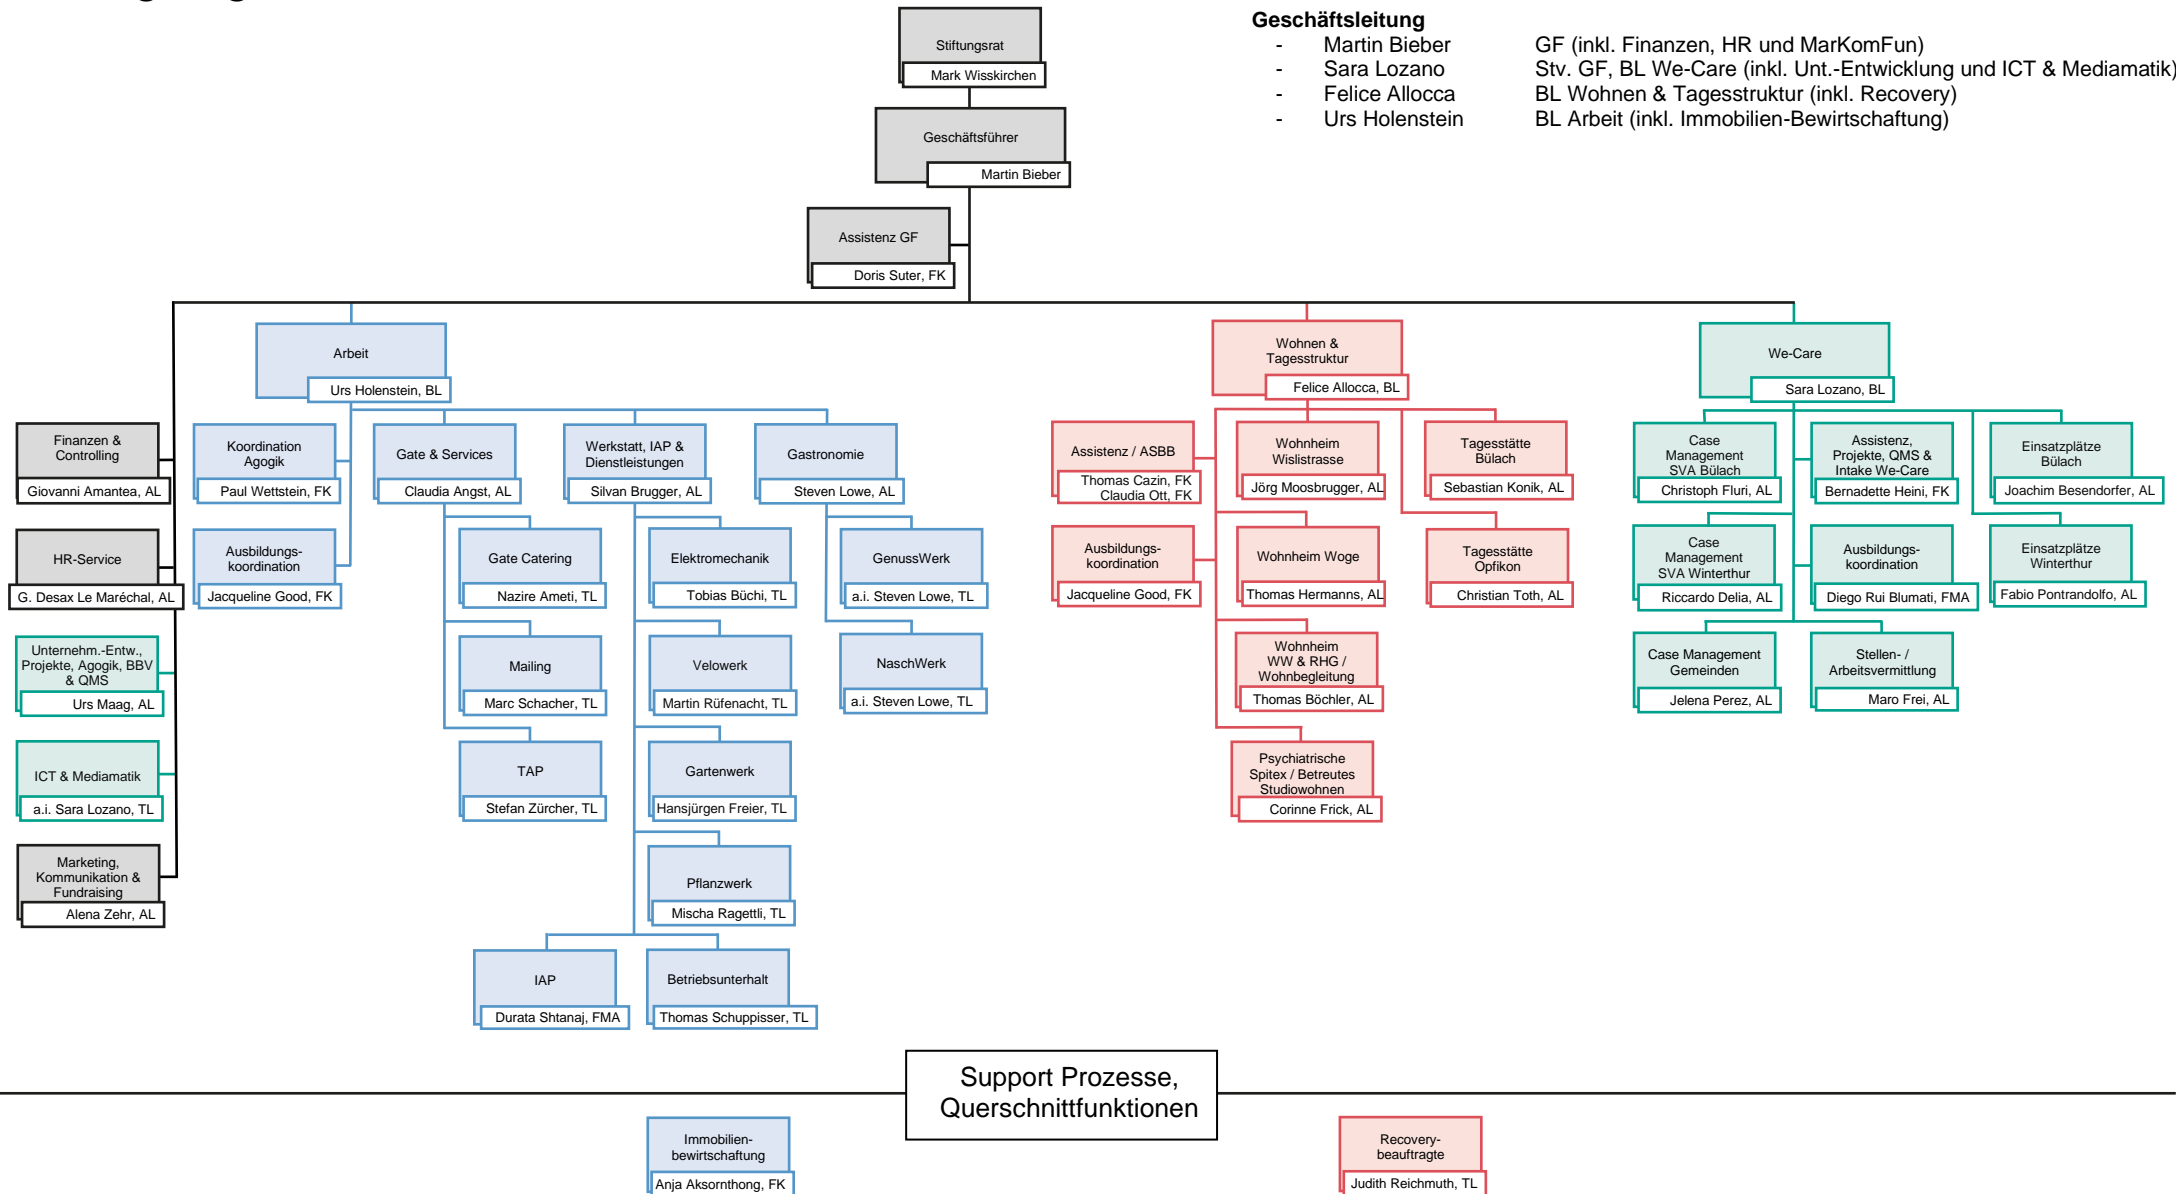 Stiftungsrat
Mark Wisskirchen
Geschäftsführer
Martin Bieber
Assistenz GF
Doris Suter, FK
Geschäftsleitung
- Martin Bieber GF (inkl. Finanzen, HR und MarKomFun)
- Sara Lozano Stv. GF, BL We-Care (inkl. Unt.-Entwicklung und ICT & Mediamatik)
- Felice Allocca BL Wohnen & Tagesstruktur (inkl. Recovery)
- Urs Holenstein BL Arbeit (inkl. Immobilien-Bewirtschaftung)
Finanzen &
Controlling
Giovanni Amantea, AL
HR-Service
G. Desax Le Maréchal, AL
Unternehm.-Entw.,
Projekte, Agogik, BBV
& QMS
Urs Maag, AL
ICT & Mediamatik
a.i. Sara Lozano, TL
Marketing,
Kommunikation &
Fundraising
Alena Zehr, AL
Arbeit
Urs Holenstein, BL
Koordination
Agogik
Paul Wettstein, FK
Ausbildungs-
koordination
Jacqueline Good, FK
Gate & Services
Claudia Angst, AL
Gate Catering
Nazire Ameti, TL
Mailing
Marc Schacher, TL
TAP
Stefan Zürcher, TL
Werkstatt, IAP &
Dienstleistungen
Silvan Brugger, AL
Elektromechanik
Tobias Büchi, TL
Velowerk
Martin Rüfenacht, TL
Gartenwerk
Hansjürgen Freier, TL
Pflanzwerk
Mischa Ragettli, TL
IAP
Durata Shtanaj, FMA
Betriebsunterhalt
Thomas Schuppisser, TL
Gastronomie
Steven Lowe, AL
GenussWerk
a.i. Steven Lowe, TL
NaschWerk
a.i. Steven Lowe, TL
Wohnen &
Tagesstruktur
Felice Allocca, BL
Assistenz / ASBB
Thomas Cazin, FK
Claudia Ott, FK
Ausbildungs-
koordination
Jacqueline Good, FK
Wohnheim
Wislistrasse
Jörg Moosbrugger, AL
Wohnheim Woge
Thomas Hermanns, AL
Wohnheim
WW & RHG /
Wohnbegleitung
Thomas Böchler, AL
Psychiatrische
Spitex / Betreutes
Studiowohnen
Corinne Frick, AL
Tagesstätte
Bülach
Sebastian Konik, AL
Tagesstätte
Opfikon
Christian Toth, AL
We-Care
Sara Lozano, BL
Case
Management
SVA Bülach
Christoph Fluri, AL
Case
Management
SVA Winterthur
Riccardo Delia, AL
Case Management
Gemeinden
Jelena Perez, AL
Assistenz,
Projekte, QMS &
Intake We-Care
Bernadette Heini, FK
Ausbildungs-
koordination
Diego Rui Blumati, FMA
Stellen- /
Arbeitsvermittlung
Maro Frei, AL
Einsatzplätze
Bülach
Joachim Besendorfer, AL
Einsatzplätze
Winterthur
Fabio Pontrandolfo, AL
Support Prozesse,
Querschnittfunktionen
Immobilien-
bewirtschaftung
Anja Aksornthong, FK
Recovery-
beauftragte
Judith Reichmuth, TL